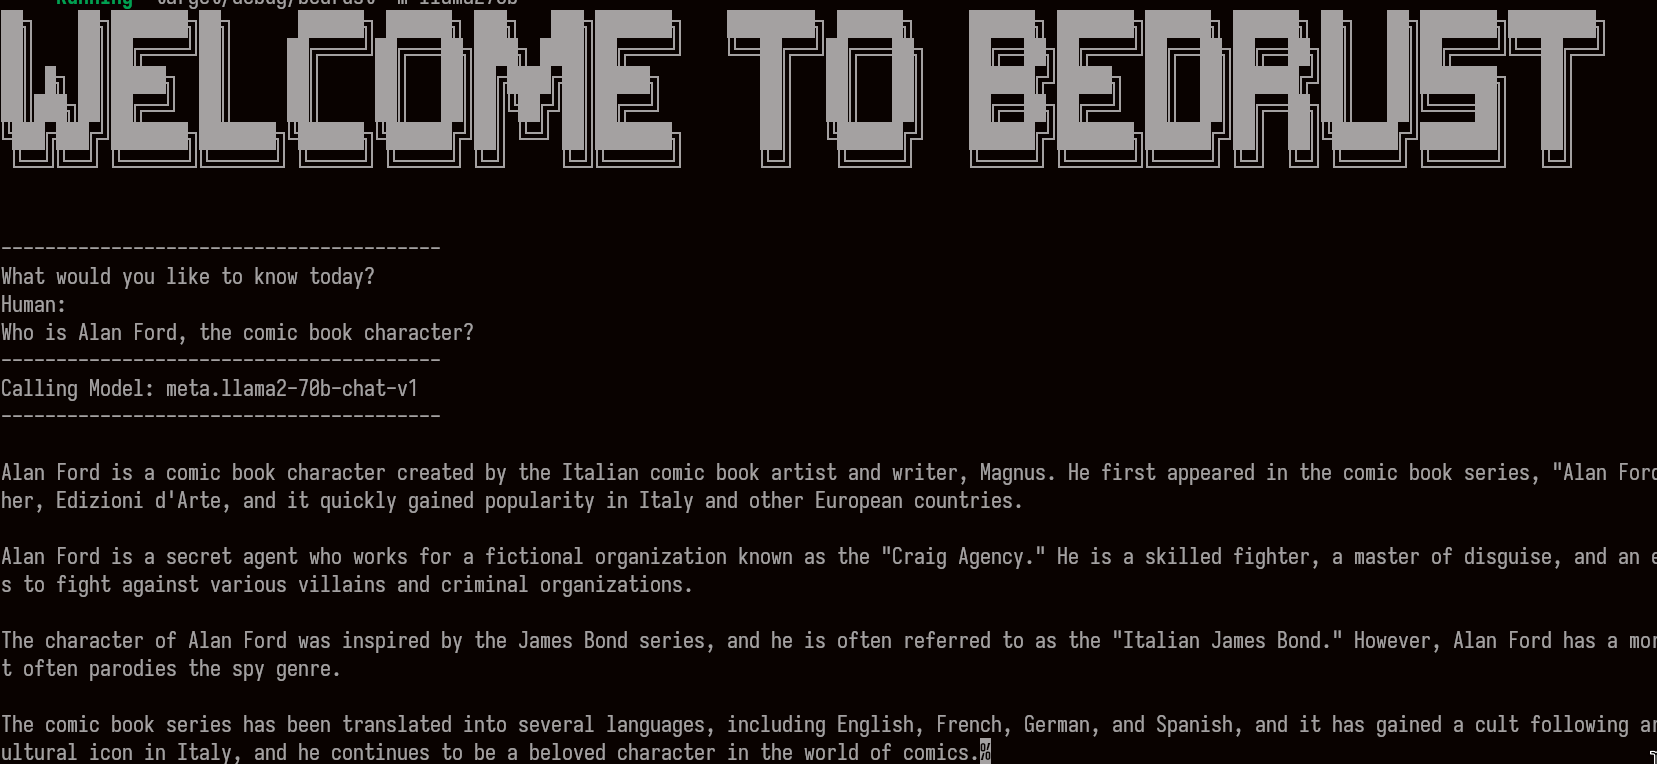 Running `target/debug/bedrust -m llama270b`
WELCOME TO BEDRUST
----------------------------------------
What would you like to know today?
Human:
Who is Alan Ford, the comic book character?
----------------------------------------
Calling Model: meta.llama2-70b-chat-v1
----------------------------------------
Alan Ford is a comic book character created by the Italian comic book artist and writer, Magnus. He first appeared in the comic book series, "Alan Ford
her, Edizioni d'Arte, and it quickly gained popularity in Italy and other European countries.
Alan Ford is a secret agent who works for a fictional organization known as the "Craig Agency." He is a skilled fighter, a master of disguise, and an
s to fight against various villains and criminal organizations.
The character of Alan Ford was inspired by the James Bond series, and he is often referred to as the "Italian James Bond." However, Alan Ford has a
t often parodies the spy genre.
The comic book series has been translated into several languages, including English, French, German, and Spanish, and it has gained a cult following
ultural icon in Italy, and he continues to be a beloved character in the world of comics.%